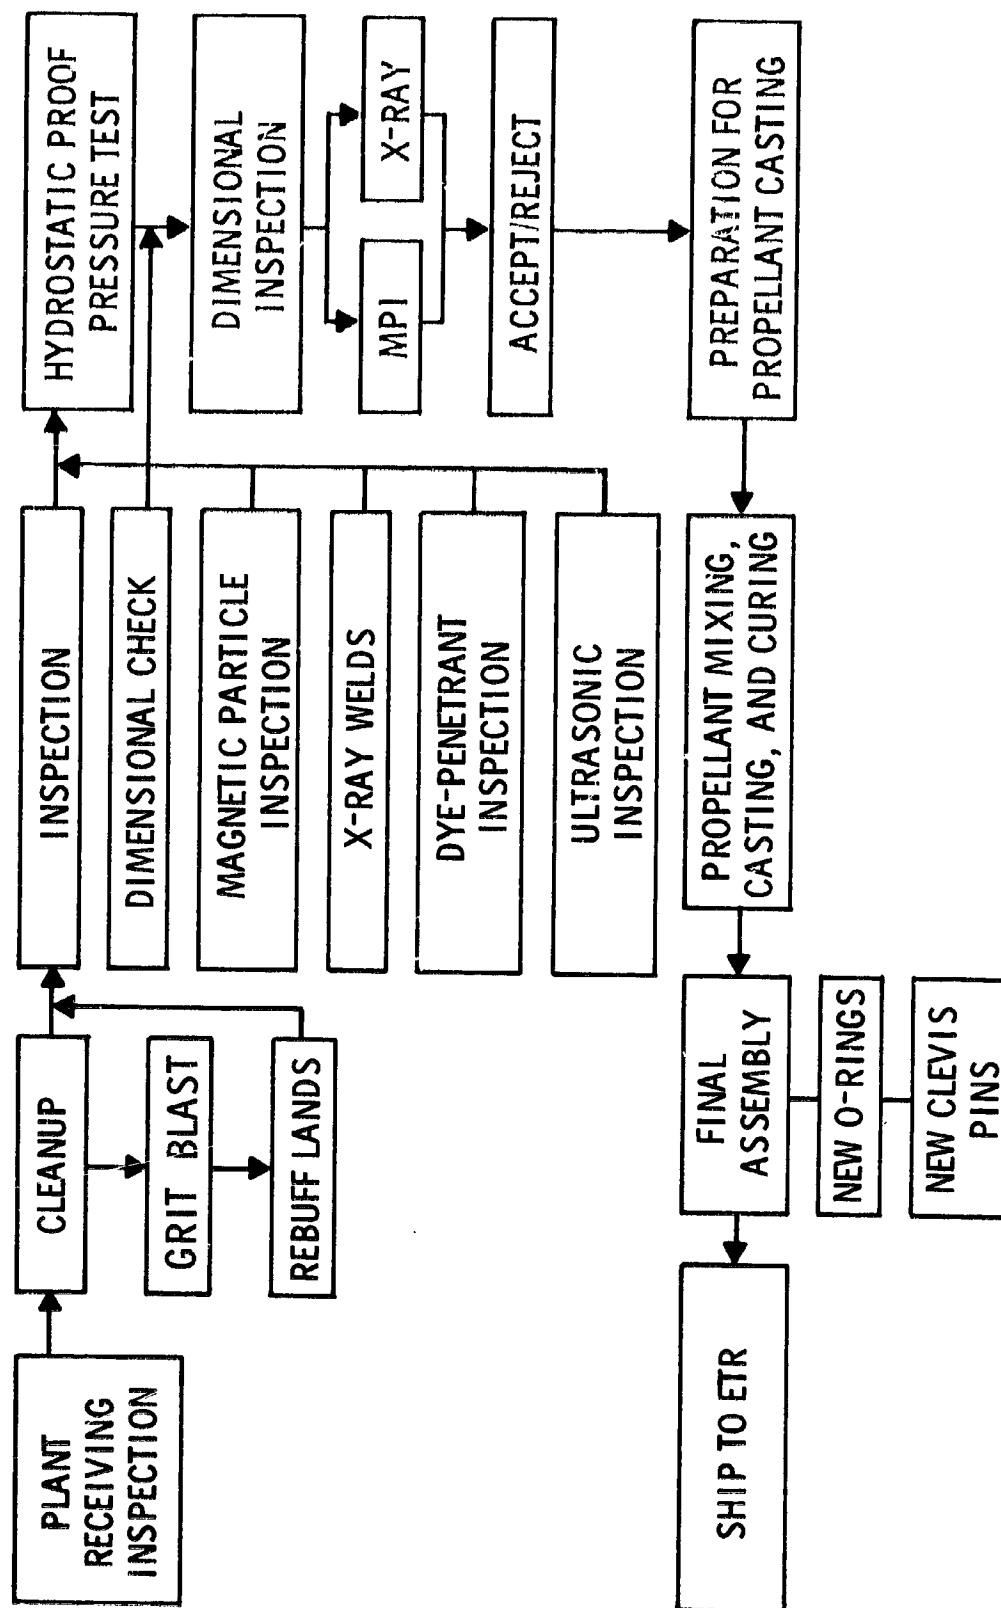 PLANT
RECEIVING
INSPECTION
CLEANUP
GRIT BLAST
REBUFF LANDS
INSPECTION
DIMENSIONAL CHECK
MAGNETIC PARTICLE
INSPECTION
X-RAY WELDS
DYE-PENETRANT
INSPECTION
ULTRASONIC
INSPECTION
HYDROSTATIC PROOF
PRESSURE TEST
DIMENSIONAL
INSPECTION
MPI
X-RAY
ACCEPT/REJECT
PREPARATION FOR
PROPELLANT CASTING
PROPELLANT MIXING,
CASTING, AND CURING
FINAL
ASSEMBLY
NEW O-RINGS
NEW CLEVIS
PINS
SHIP TO ETR